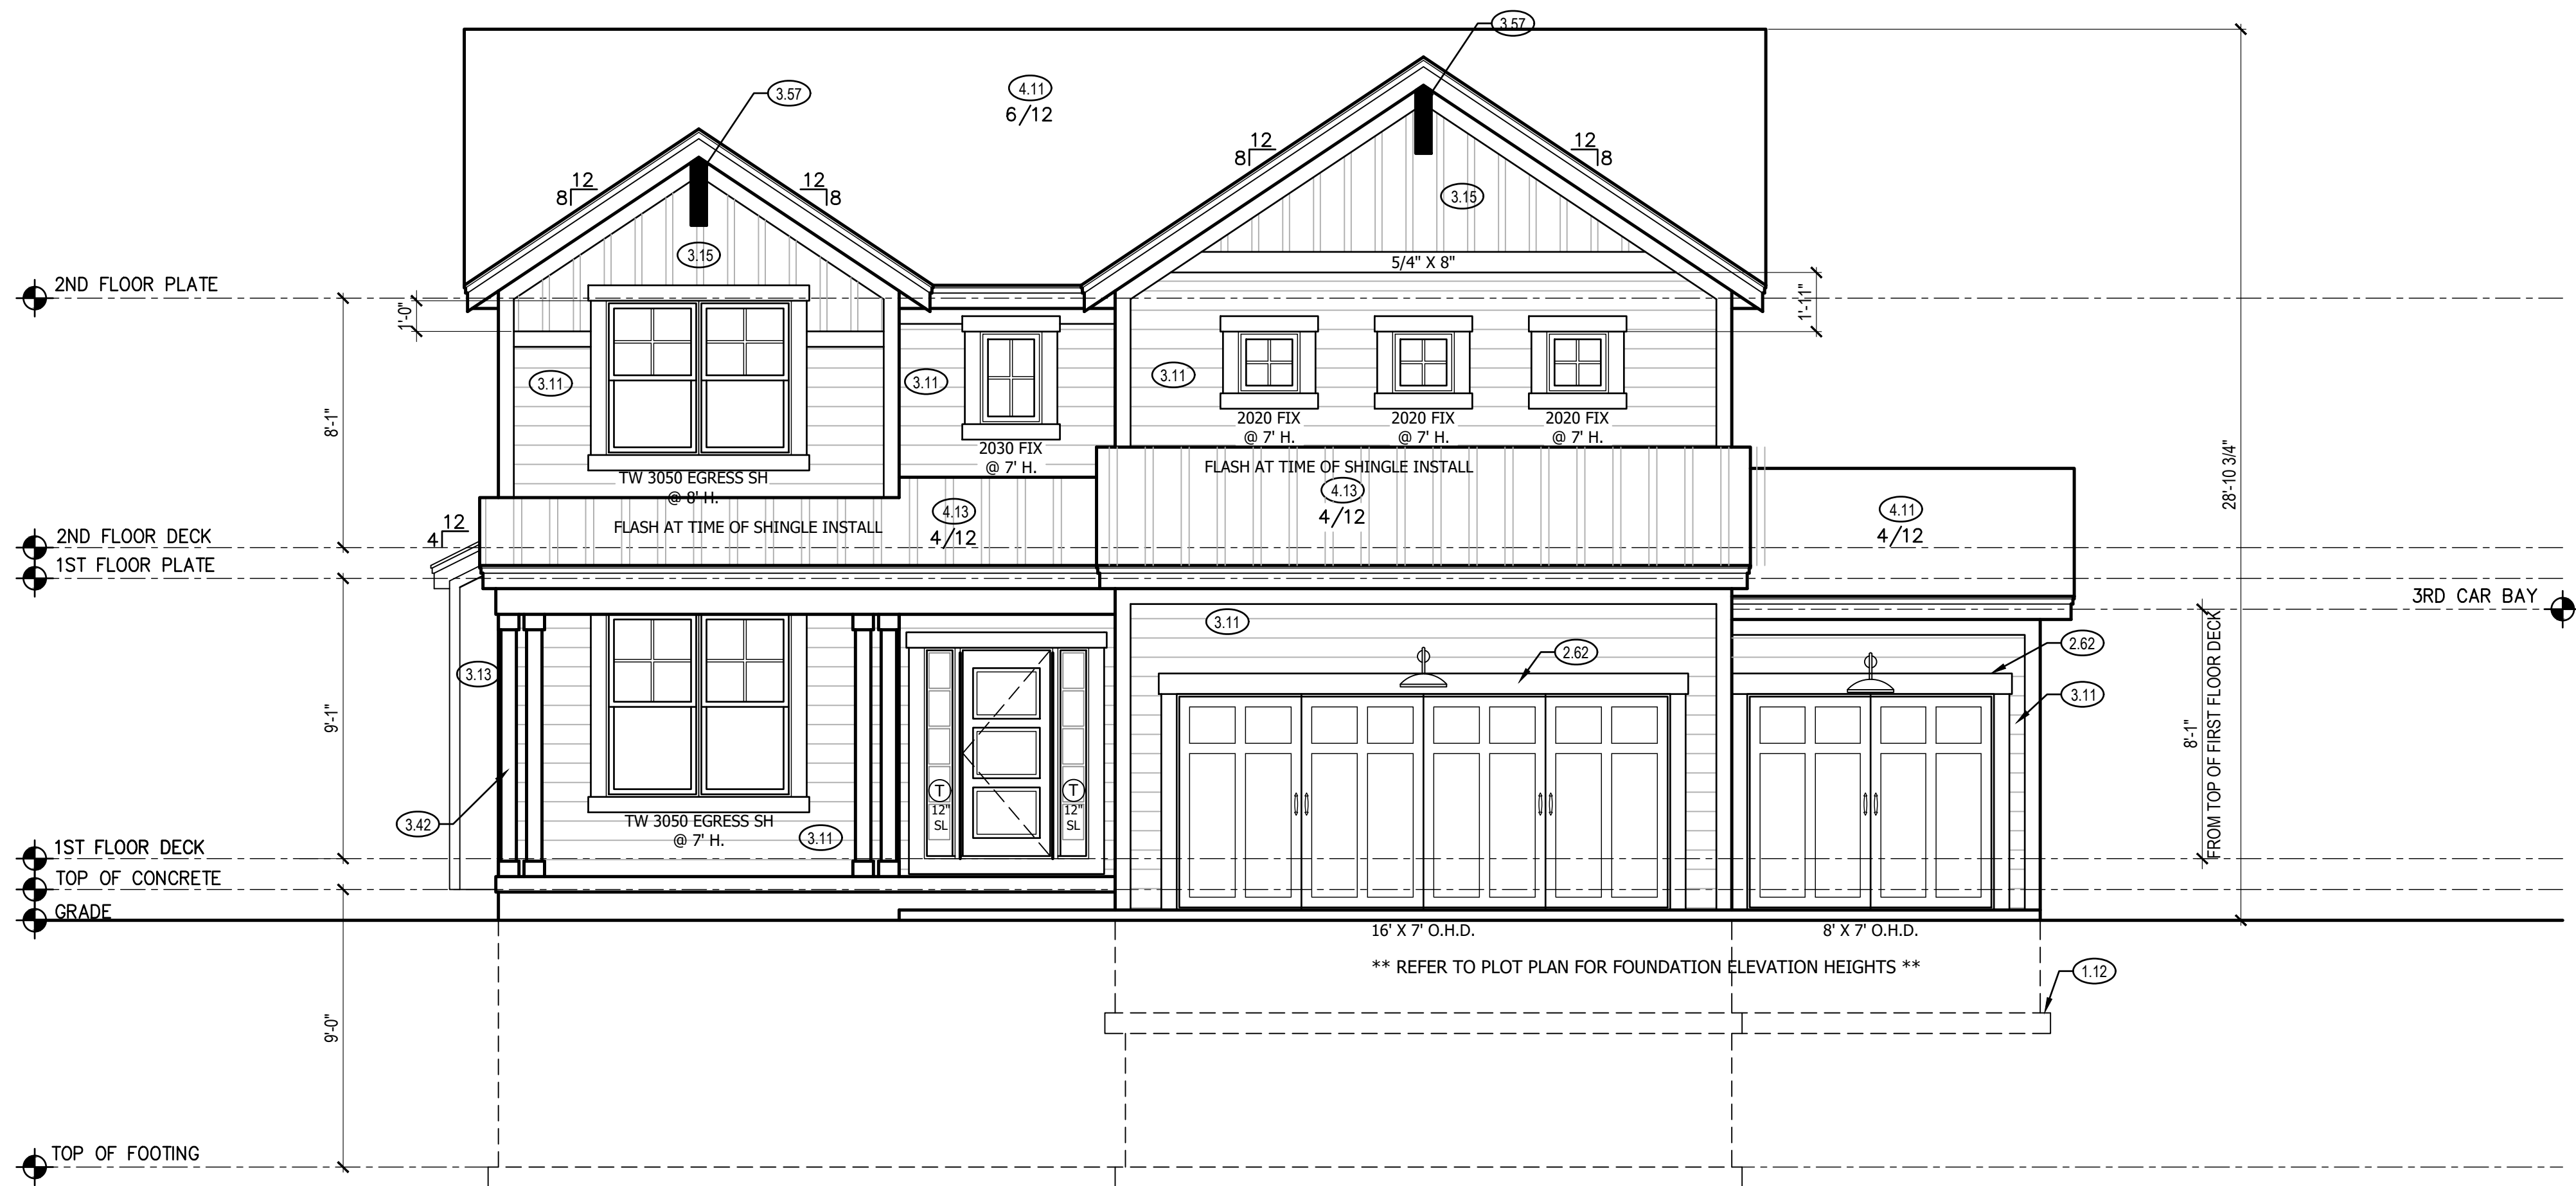 3.57
3.57
4.11
6/12
12
8
12
8
12
8
12
8
3.15
3.15
5/4" X 8"
2ND FLOOR PLATE
1'-0"
1'-11"
3.11
3.11
3.11
8'-1"
2020 FIX
@ 7' H.
2020 FIX
@ 7' H.
2020 FIX
@ 7' H.
2030 FIX
@ 7' H.
TW 3050 EGRESS SH
@ 8' H.
FLASH AT TIME OF SHINGLE INSTALL
FLASH AT TIME OF SHINGLE INSTALL
4.13
4/12
4.13
4/12
4.11
4/12
28'-10 3/4"
12
4
2ND FLOOR DECK
1ST FLOOR PLATE
3RD CAR BAY
3.11
2.62
2.62
3.11
3.13
9'-1"
8'-1"
FROM TOP OF FIRST FLOOR DECK
T
12"
SL
T
12"
SL
3.42
TW 3050 EGRESS SH
@ 7' H.
3.11
1ST FLOOR DECK
TOP OF CONCRETE
GRADE
16' X 7' O.H.D.
8' X 7' O.H.D.
** REFER TO PLOT PLAN FOR FOUNDATION ELEVATION HEIGHTS **
1.12
9'-0"
TOP OF FOOTING